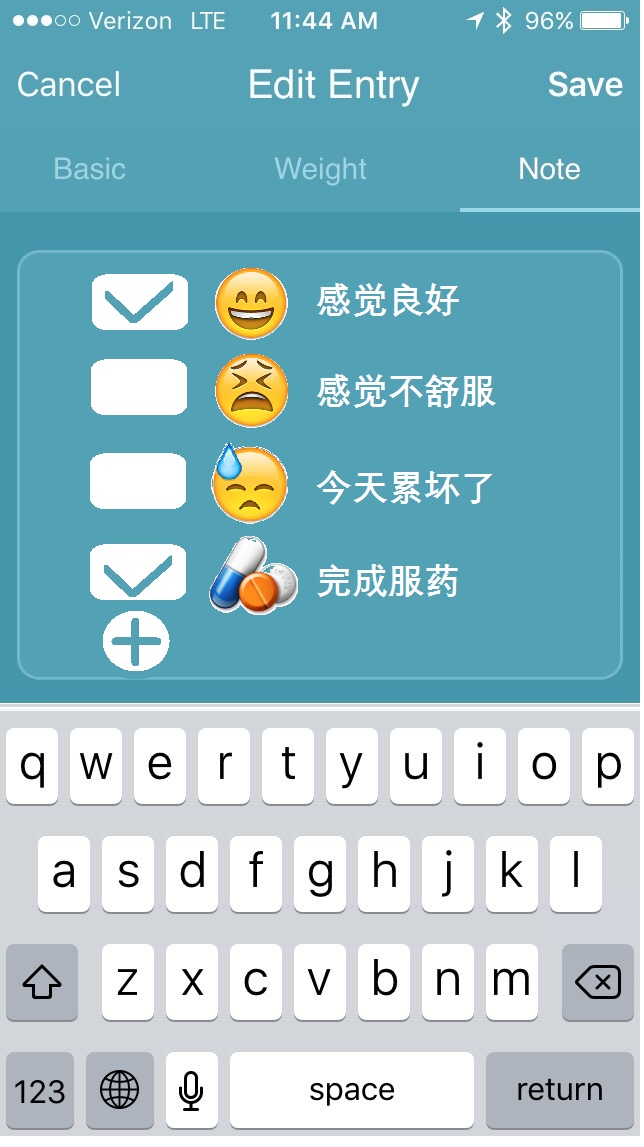 Verizon LTE 11:44 AM 96%
Cancel Edit Entry Save
Basic Weight Note
感觉良好
感觉不舒服
今天累坏了
完成服药
q w e r t y u i o p
a s d f g h j k l
z x c v b n m
123 space return